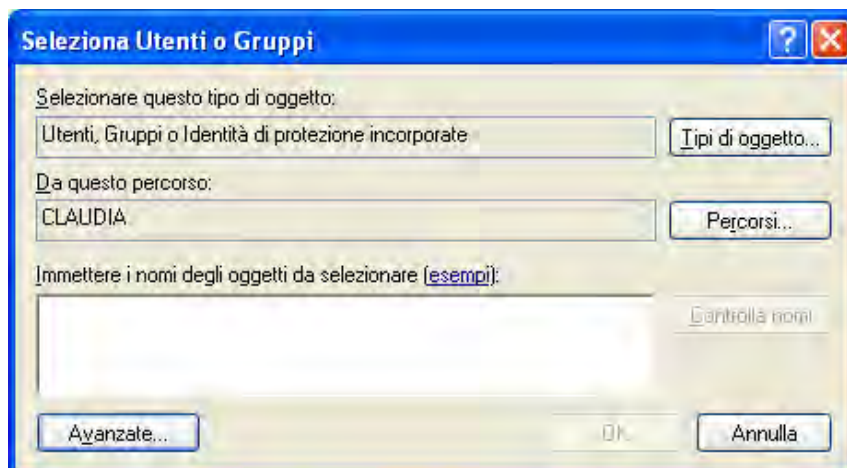 Seleziona Utenti o Gruppi
Selezionare questo tipo di oggetto:
Utenti, Gruppi o Identità di protezione incorporate
Tipi di oggetto...
Da questo percorso:
CLAUDIA
Percorsi...
Immettere i nomi degli oggetti da selezionare (esempi):
Controlla nomi
Avanzate...
OK
Annulla